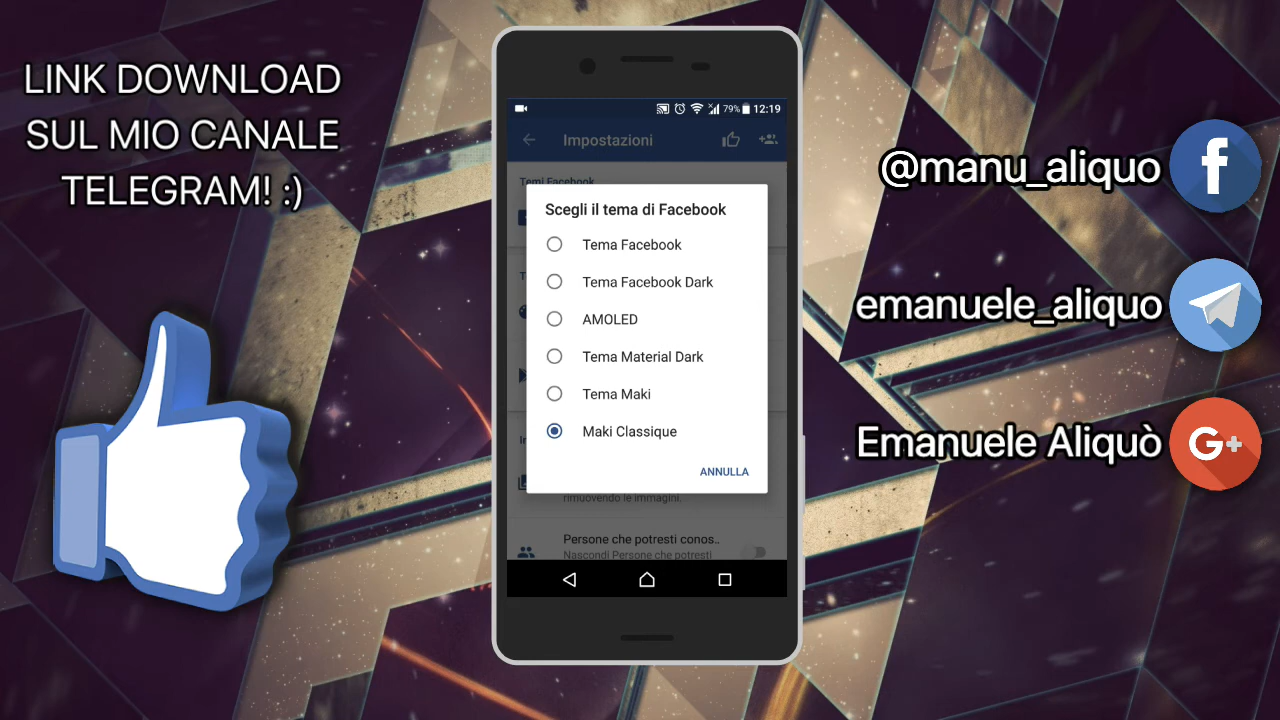 LINK DOWNLOAD
SUL MIO CANALE
TELEGRAM! :)
79% 12:19
Impostazioni
Temi Facebook
Scegli il tema di Facebook
Tema Facebook
Tema Facebook Dark
AMOLED
Tema Material Dark
Tema Maki
Maki Classique
ANNULLA
rimuovendo le immagini.
Persone che potresti conos..
Nascondi Persone che potresti
@manu_aliquo
f
emanuele_aliquo
Emanuele Aliquò
G+